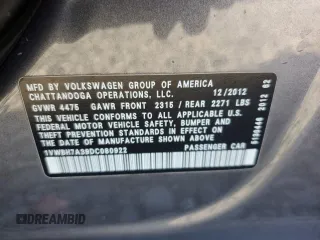 MFD BY VOLKSWAGEN GROUP OF AMERICA
CHATTANOOGA OPERATIONS, LLC. 12/2012
GVWR 4475 GAWR FRONT 2315 / REAR 2271 LBS
THIS VEHICLE CONFORMS TO ALL APPLICABLE U.S.
FEDERAL MOTOR VEHICLE SAFETY, BUMPER AND
THEFT PREVENTION STANDARDS IN EFFECT ON THE
DATE OF MANUFACTURE SHOWN ABOVE
PASSENGER CAR
2012 02
DREAMBID